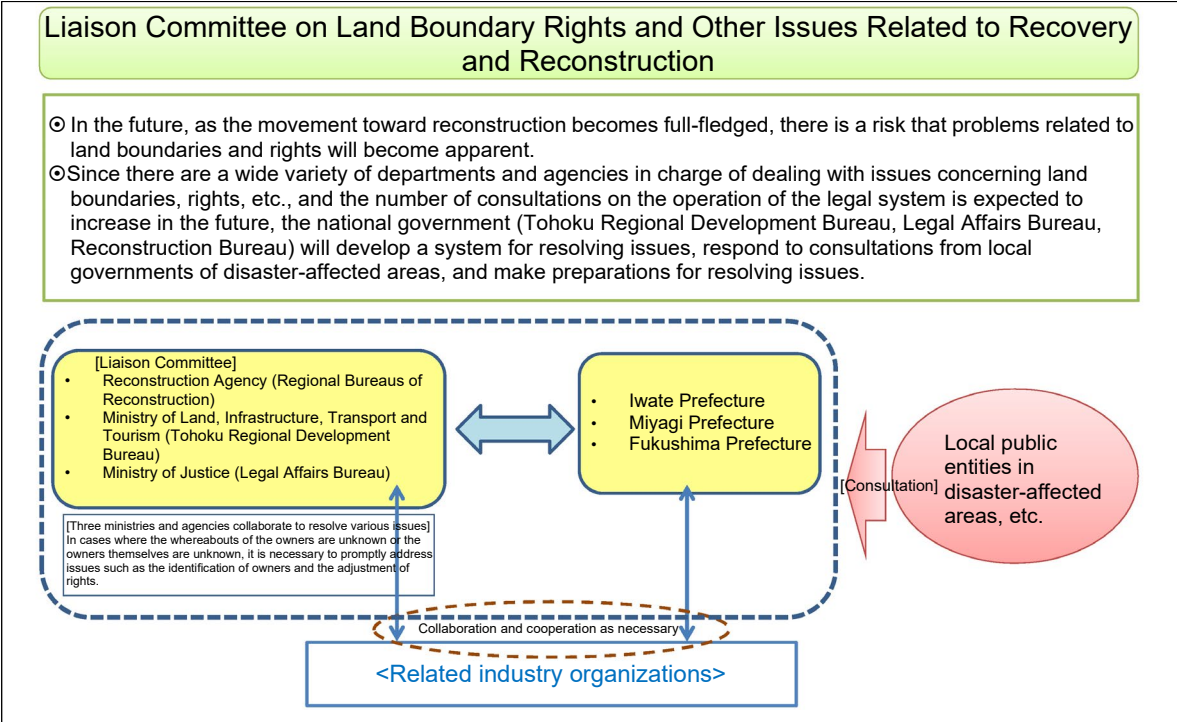 Liaison Committee on Land Boundary Rights and Other Issues Related to Recovery
and Reconstruction
⦿ In the future, as the movement toward reconstruction becomes full-fledged, there is a risk that problems related to
land boundaries and rights will become apparent.
⦿Since there are a wide variety of departments and agencies in charge of dealing with issues concerning land
boundaries, rights, etc., and the number of consultations on the operation of the legal system is expected to
increase in the future, the national government (Tohoku Regional Development Bureau, Legal Affairs Bureau,
Reconstruction Bureau) will develop a system for resolving issues, respond to consultations from local
governments of disaster-affected areas, and make preparations for resolving issues.
[Liaison Committee]
• Reconstruction Agency (Regional Bureaus of
Reconstruction)
• Ministry of Land, Infrastructure, Transport and
Tourism (Tohoku Regional Development
Bureau)
• Ministry of Justice (Legal Affairs Bureau)
• Iwate Prefecture
• Miyagi Prefecture
• Fukushima Prefecture
[Consultation]
Local public
entities in
disaster-affected
areas, etc.
[Three ministries and agencies collaborate to resolve various issues]
In cases where the whereabouts of the owners are unknown or the
owners themselves are unknown, it is necessary to promptly address
issues such as the identification of owners and the adjustment of
rights.
Collaboration and cooperation as necessary
<Related industry organizations>